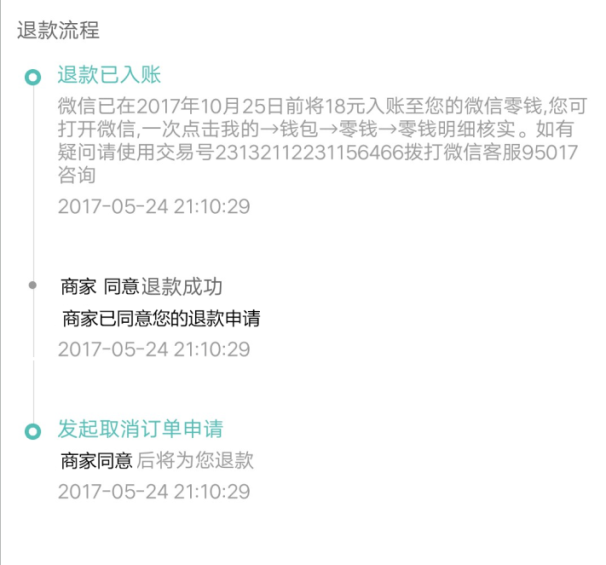 退款流程
退款已入账
微信已在2017年10月25日前将18元入账至您的微信零钱,您可
打开微信,一次点击我的→钱包→零钱→零钱明细核实。如有
疑问请使用交易号23132112231156466拨打微信客服95017
咨询
2017-05-24 21:10:29
商家 同意退款成功
商家已同意您的退款申请
2017-05-24 21:10:29
发起取消订单申请
商家同意 后将为您退款
2017-05-24 21:10:29